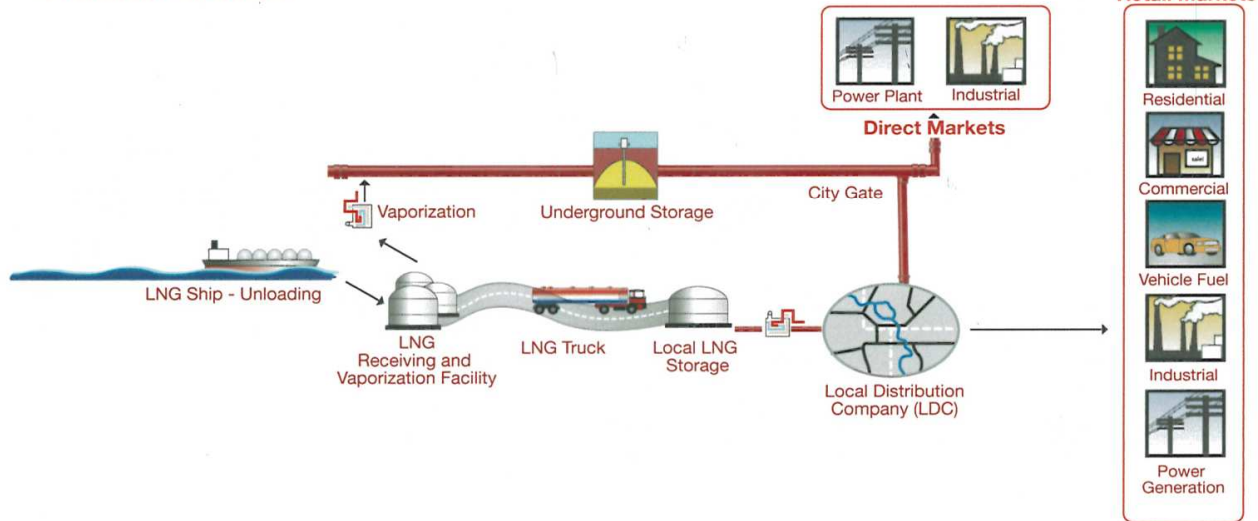 Power Plant
Industrial
Direct Markets
Residential
sale!
Commercial
Vaporization
Underground Storage
City Gate
Vehicle Fuel
LNG Ship - Unloading
LNG
Receiving and
Vaporization Facility
LNG Truck
Local LNG
Storage
Local Distribution
Company (LDC)
Industrial
Power
Generation